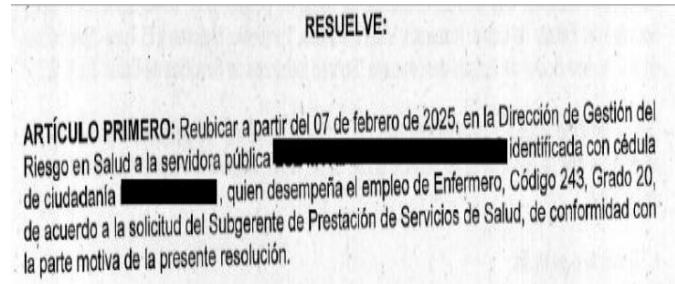 RESUELVE:
ARTÍCULO PRIMERO: Reubicar a partir del 07 de febrero de 2025, en la Dirección de Gestión del
Riesgo en Salud a la servidora pública identificada con cédula
de ciudadanía , quien desempeña el empleo de Enfermero, Código 243, Grado 20,
de acuerdo a la solicitud del Subgerente de Prestación de Servicios de Salud, de conformidad con
la parte motiva de la presente resolución.